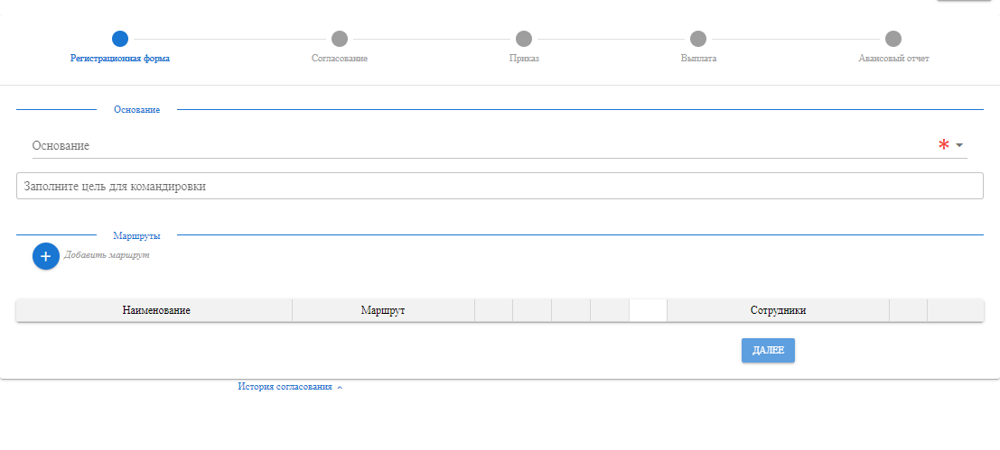 Регистрационная форма Согласование Приказ Выплата Авансовый отчет
Основание
Основание *
Заполните цель для командировки
Маршруты
+ Добавить маршрут
Наименование Маршрут Сотрудники
ДАЛЕЕ
История согласования